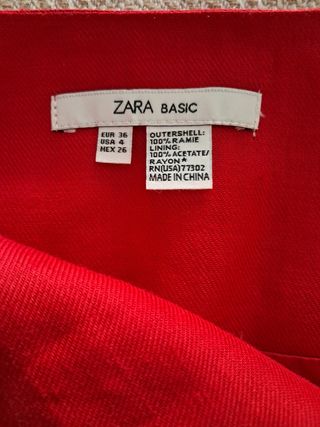 ZARA BASIC
EUR 36
USA 4
MEX 26
OUTERSHELL:
100% RAMIE
LINING:
100% ACETATE/
RAYON*
RN(USA)77302
MADE IN CHINA